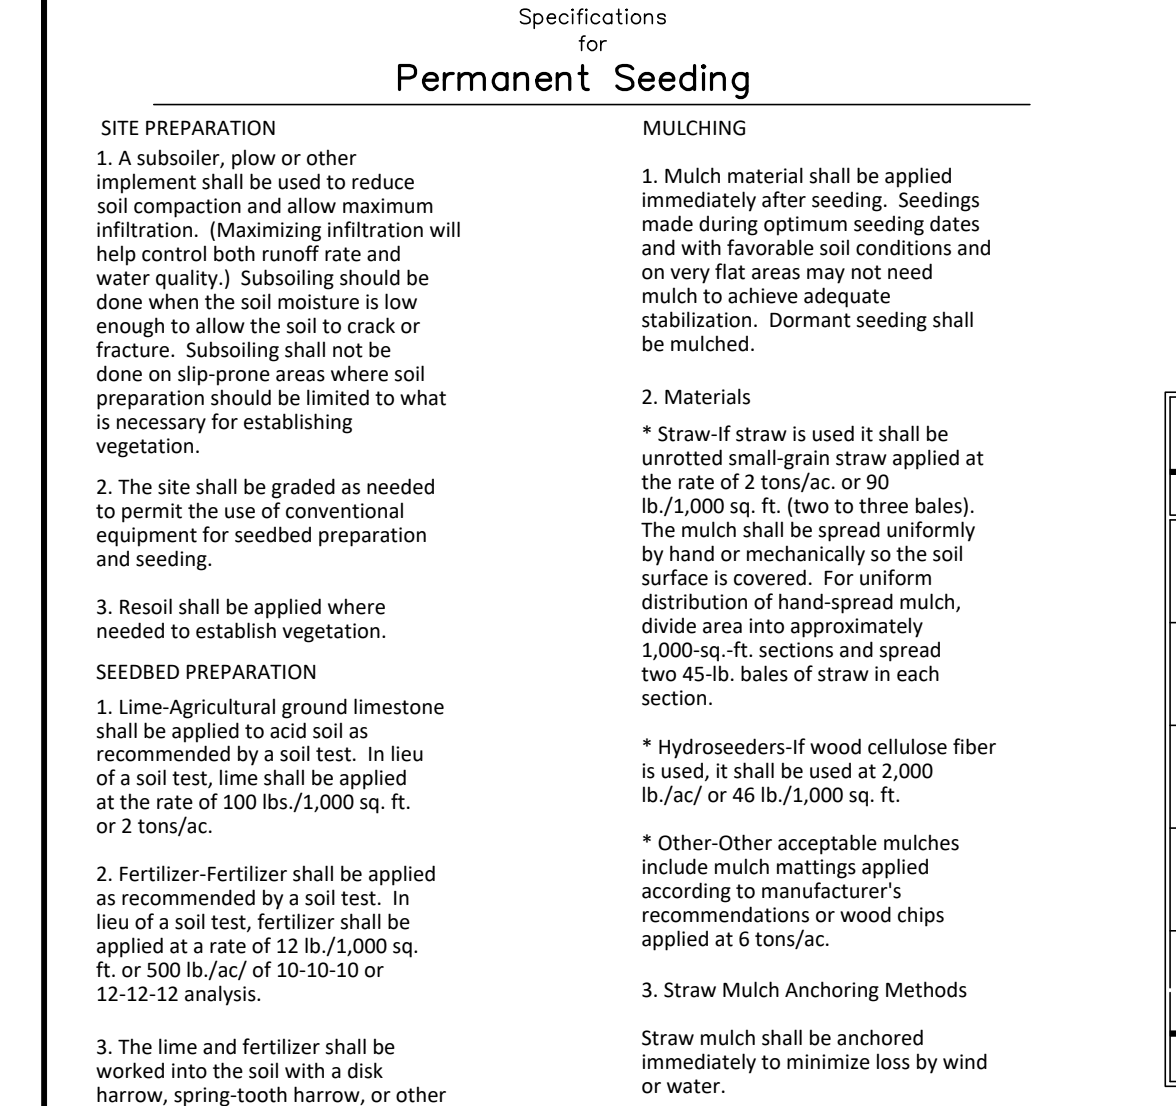 Specifications
for
Permanent Seeding
SITE PREPARATION
1. A subsoiler, plow or other
implement shall be used to reduce
soil compaction and allow maximum
infiltration.  (Maximizing infiltration will
help control both runoff rate and
water quality.)  Subsoiling should be
done when the soil moisture is low
enough to allow the soil to crack or
fracture.  Subsoiling shall not be
done on slip-prone areas where soil
preparation should be limited to what
is necessary for establishing
vegetation.
2. The site shall be graded as needed
to permit the use of conventional
equipment for seedbed preparation
and seeding.
3. Resoil shall be applied where
needed to establish vegetation.
SEEDBED PREPARATION
1. Lime-Agricultural ground limestone
shall be applied to acid soil as
recommended by a soil test.  In lieu
of a soil test, lime shall be applied
at the rate of 100 lbs./1,000 sq. ft.
or 2 tons/ac.
2. Fertilizer-Fertilizer shall be applied
as recommended by a soil test.  In
lieu of a soil test, fertilizer shall be
applied at a rate of 12 lb./1,000 sq.
ft. or 500 lb./ac/ of 10-10-10 or
12-12-12 analysis.
3. The lime and fertilizer shall be
worked into the soil with a disk
harrow, spring-tooth harrow, or other
MULCHING
1. Mulch material shall be applied
immediately after seeding.  Seedings
made during optimum seeding dates
and with favorable soil conditions and
on very flat areas may not need
mulch to achieve adequate
stabilization.  Dormant seeding shall
be mulched.
2. Materials
* Straw-If straw is used it shall be
unrotted small-grain straw applied at
the rate of 2 tons/ac. or 90
lb./1,000 sq. ft. (two to three bales).
The mulch shall be spread uniformly
by hand or mechanically so the soil
surface is covered.  For uniform
distribution of hand-spread mulch,
divide area into approximately
1,000-sq.-ft. sections and spread
two 45-lb. bales of straw in each
section.
* Hydroseeders-If wood cellulose fiber
is used, it shall be used at 2,000
lb./ac/ or 46 lb./1,000 sq. ft.
* Other-Other acceptable mulches
include mulch mattings applied
according to manufacturer's
recommendations or wood chips
applied at 6 tons/ac.
3. Straw Mulch Anchoring Methods
Straw mulch shall be anchored
immediately to minimize loss by wind
or water.